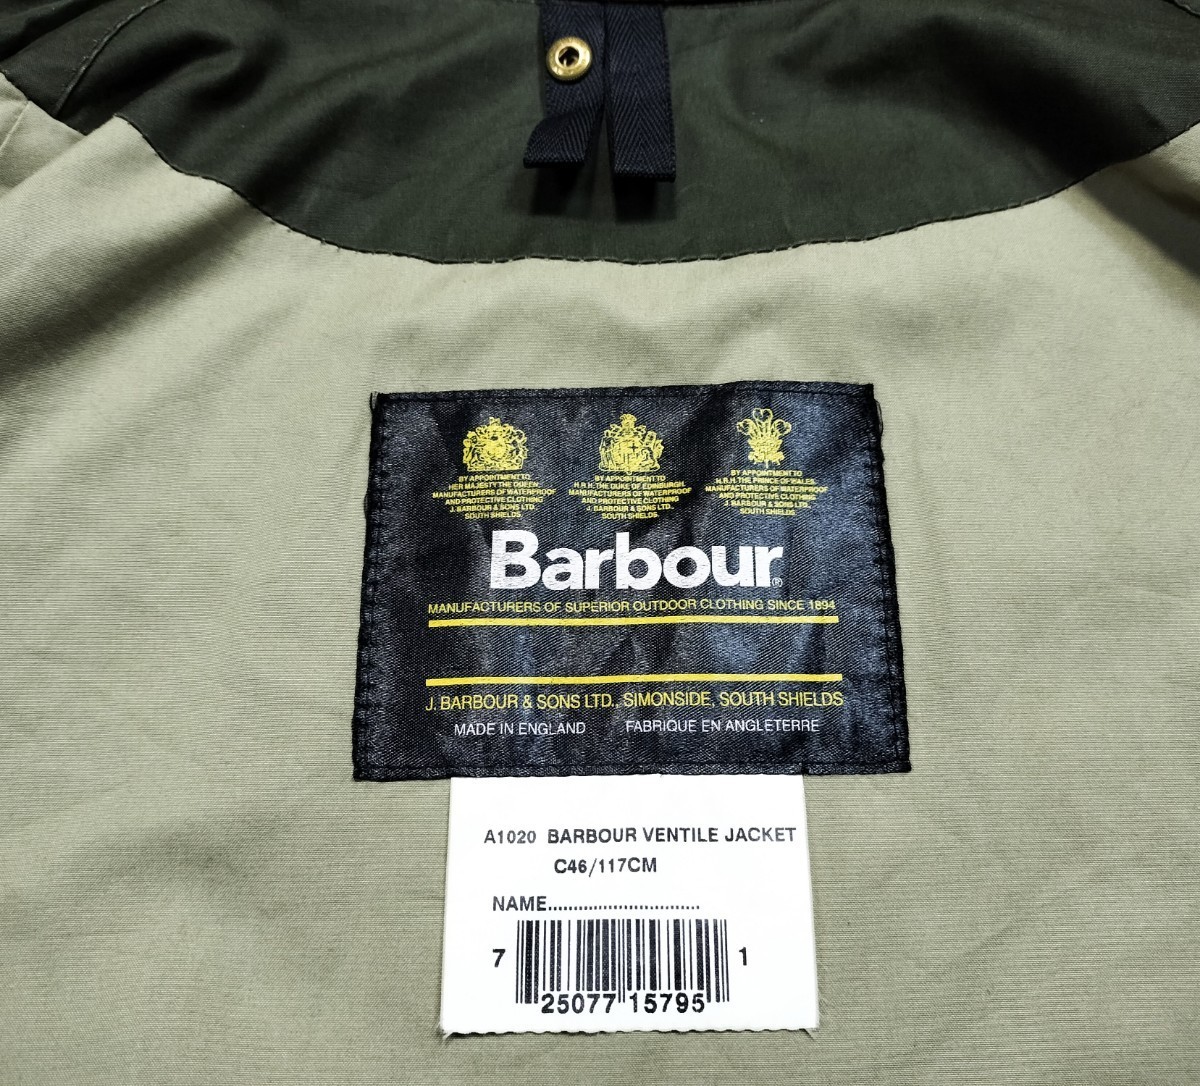 BY APPOINTMENT TO
HER MAJESTY THE QUEEN
MANUFACTURERS OF WATERPROOF
AND PROTECTIVE CLOTHING
J. BARBOUR & SONS LTD.
SOUTH SHIELDS
BY APPOINTMENT TO
H.R.H. THE DUKE OF EDINBURGH
MANUFACTURERS OF WATERPROOF
AND PROTECTIVE CLOTHING
J. BARBOUR & SONS LTD.
SOUTH SHIELDS
BY APPOINTMENT TO
H.R.H. THE PRINCE OF WALES
MANUFACTURERS OF WATERPROOF
AND PROTECTIVE CLOTHING
J. BARBOUR & SONS LTD.
SOUTH SHIELDS
Barbour®
MANUFACTURERS OF SUPERIOR OUTDOOR CLOTHING SINCE 1894
J. BARBOUR & SONS LTD., SIMONSIDE, SOUTH SHIELDS
MADE IN ENGLAND FABRIQUE EN ANGLETERRE
A1020 BARBOUR VENTILE JACKET
C46/117CM
NAME..............................
7 25077 15795 1